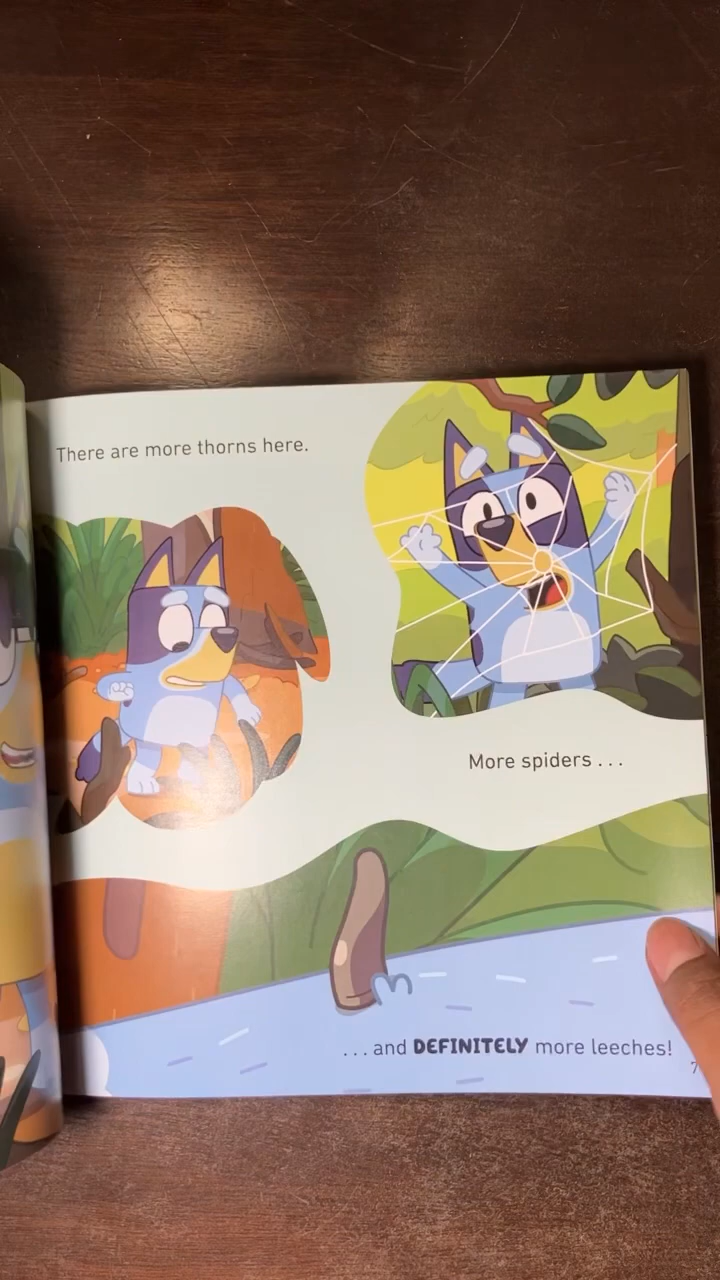 There are more thorns here.
More spiders . . .
. . . and DEFINITELY more leeches!
7